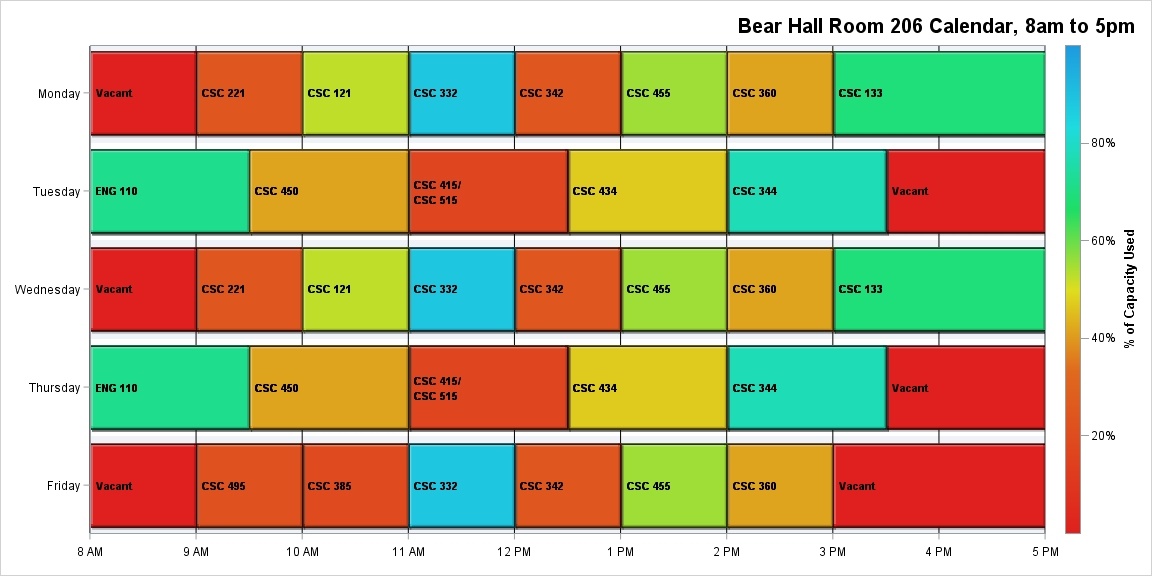 Bear Hall Room 206 Calendar, 8am to 5pm
Monday
Vacant
CSC 221
CSC 121
CSC 332
CSC 342
CSC 455
CSC 360
CSC 133
Tuesday
ENG 110
CSC 450
CSC 415/
CSC 515
CSC 434
CSC 344
Vacant
Wednesday
Vacant
CSC 221
CSC 121
CSC 332
CSC 342
CSC 455
CSC 360
CSC 133
Thursday
ENG 110
CSC 450
CSC 415/
CSC 515
CSC 434
CSC 344
Vacant
Friday
Vacant
CSC 495
CSC 385
CSC 332
CSC 342
CSC 455
CSC 360
Vacant
8 AM
9 AM
10 AM
11 AM
12 PM
1 PM
2 PM
3 PM
4 PM
5 PM
80%
60%
40%
20%
% of Capacity Used